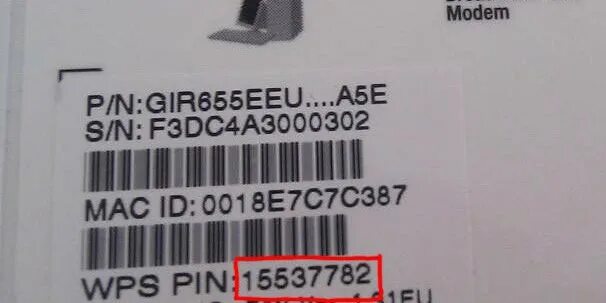 Modem
P/N:GIR655EEU....A5E
S/N: F3DC4A3000302
MAC ID: 0018E7C7C387
WPS PIN:15537782